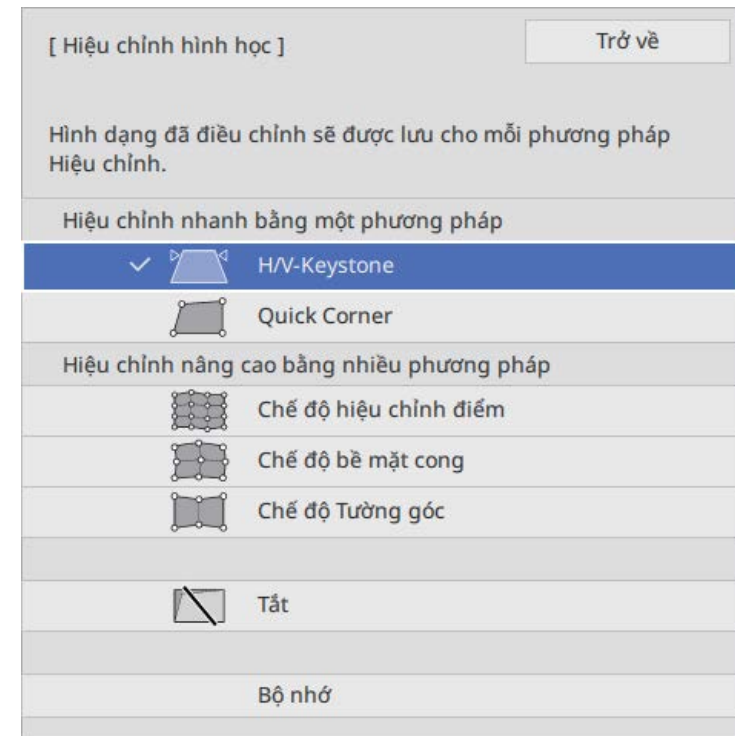 [ Hiệu chỉnh hình học ]
Trở về
Hình dạng đã điều chỉnh sẽ được lưu cho mỗi phương pháp
Hiệu chỉnh.
Hiệu chỉnh nhanh bằng một phương pháp
H/V-Keystone
Quick Corner
Hiệu chỉnh nâng cao bằng nhiều phương pháp
Chế độ hiệu chỉnh điểm
Chế độ bề mặt cong
Chế độ Tường góc
Tắt
Bộ nhớ